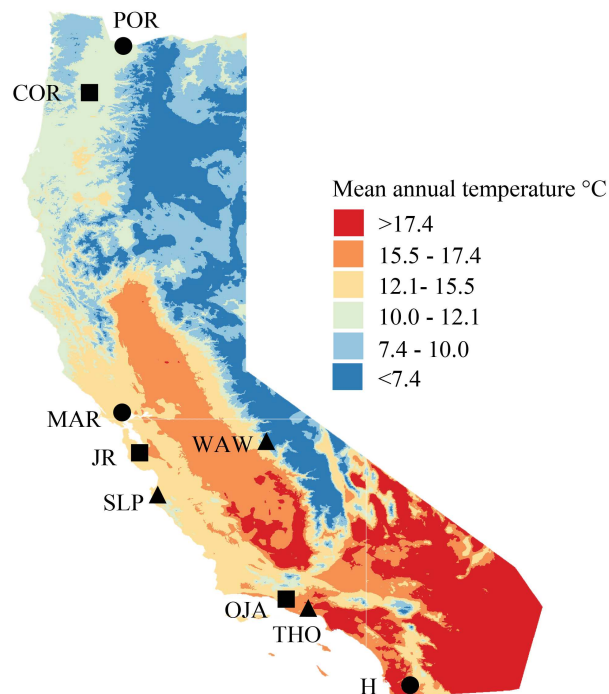 POR
COR
Mean annual temperature °C
>17.4
15.5 - 17.4
12.1- 15.5
10.0 - 12.1
7.4 - 10.0
<7.4
MAR
WAW
JR
SLP
OJA
THO
H